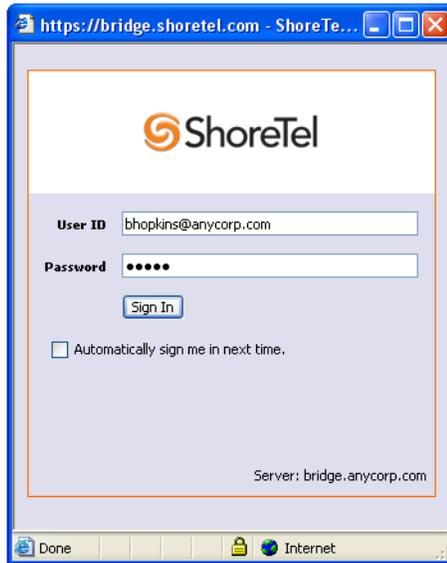 https://bridge.shoretel.com - ShoreTe...
ShoreTel
User ID bhopkins@anycorp.com
Password •••••
Sign In
Automatically sign me in next time.
Server: bridge.anycorp.com
Done Internet